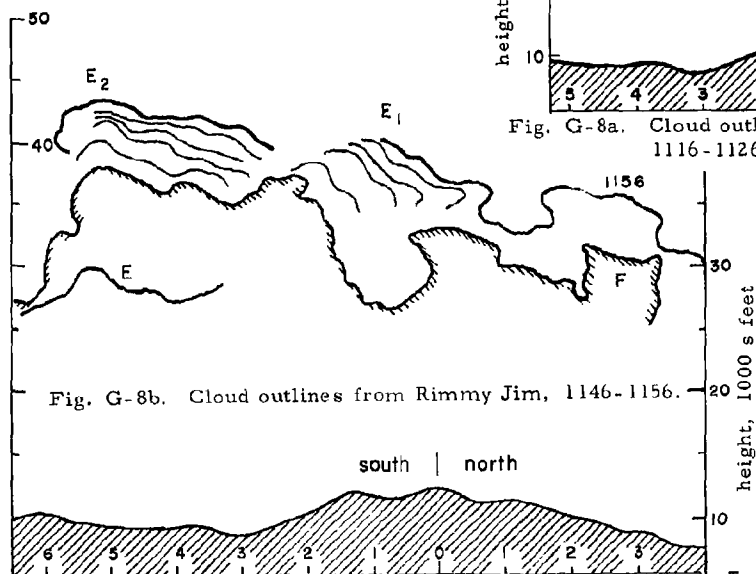 50
height
10
5 4 3
E2
E1
Fig. G-8a. Cloud outl
1116-1126
40
1156
30
E
F
Fig. G-8b. Cloud outlines from Rimmy Jim, 1146-1156.
20
height, 1000 s feet
south | north
10
6 5 4 3 2 1 0 1 2 3